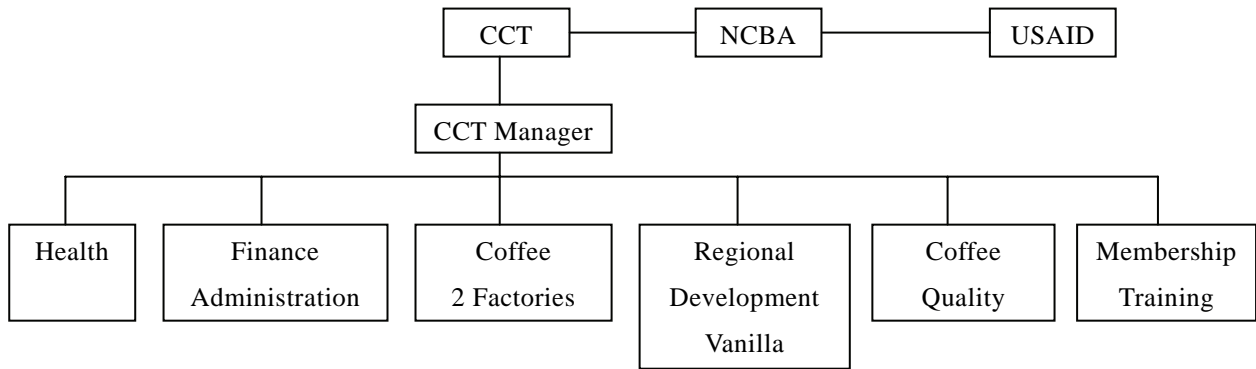 CCT NCBA USAID
CCT Manager
Health
Finance
Administration
Coffee
2 Factories
Regional
Development
Vanilla
Coffee
Quality
Membership
Training